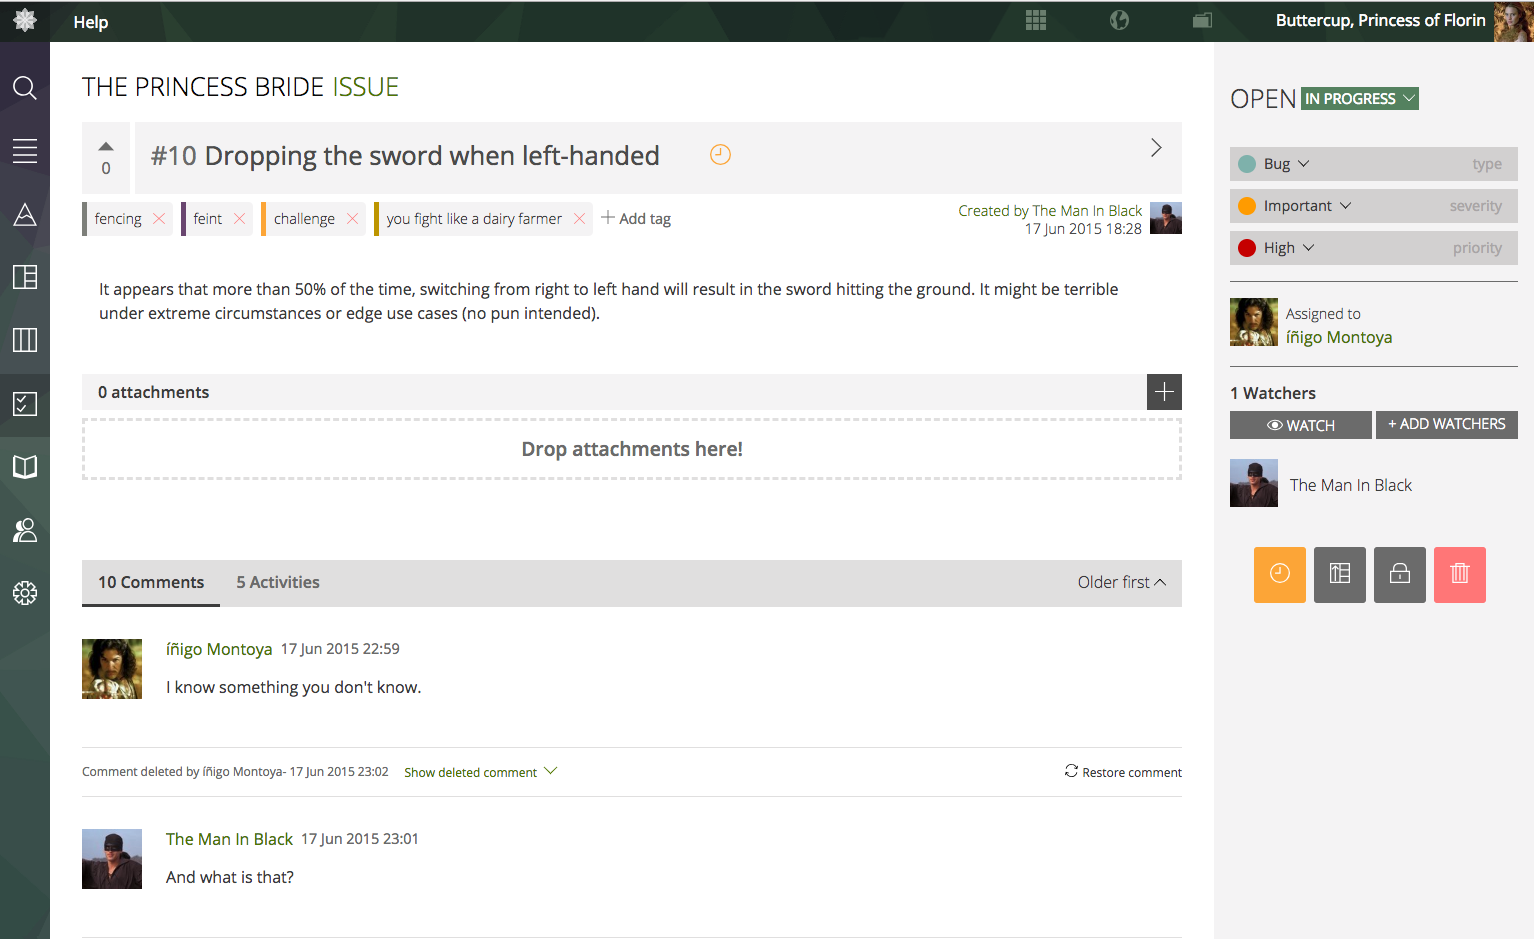 Help
Buttercup, Princess of Florin
THE PRINCESS BRIDE ISSUE
0
#10 Dropping the sword when left-handed
fencing
feint
challenge
you fight like a dairy farmer
Add tag
Created by The Man In Black
17 Jun 2015 18:28
It appears that more than 50% of the time, switching from right to left hand will result in the sword hitting the ground. It might be terrible
under extreme circumstances or edge use cases (no pun intended).
0 attachments
Drop attachments here!
10 Comments
5 Activities
Older first
íñigo Montoya 17 Jun 2015 22:59
I know something you don't know.
Comment deleted by íñigo Montoya- 17 Jun 2015 23:02 Show deleted comment
Restore comment
The Man In Black 17 Jun 2015 23:01
And what is that?
OPEN IN PROGRESS
Bug type
Important severity
High priority
Assigned to
íñigo Montoya
1 Watchers
WATCH
+ ADD WATCHERS
The Man In Black